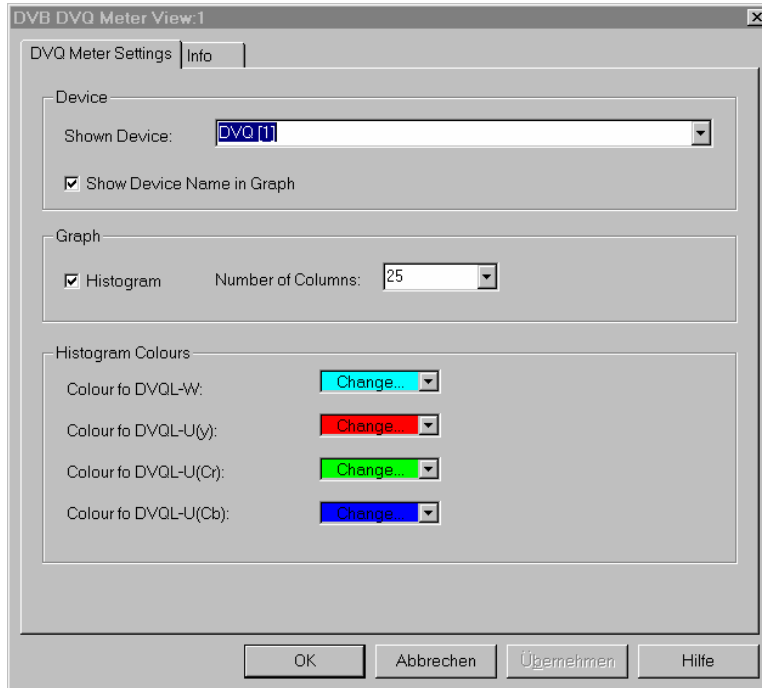 DVB DVQ Meter View:1
DVQ Meter Settings Info
Device
Shown Device: DVQ [1]
Show Device Name in Graph
Graph
Histogram Number of Columns: 25
Histogram Colours
Colour fo DVQL-W: Change...
Colour fo DVQL-U(y): Change...
Colour fo DVQL-U(Cr): Change...
Colour fo DVQL-U(Cb): Change...
OK Abbrechen Übernehmen Hilfe